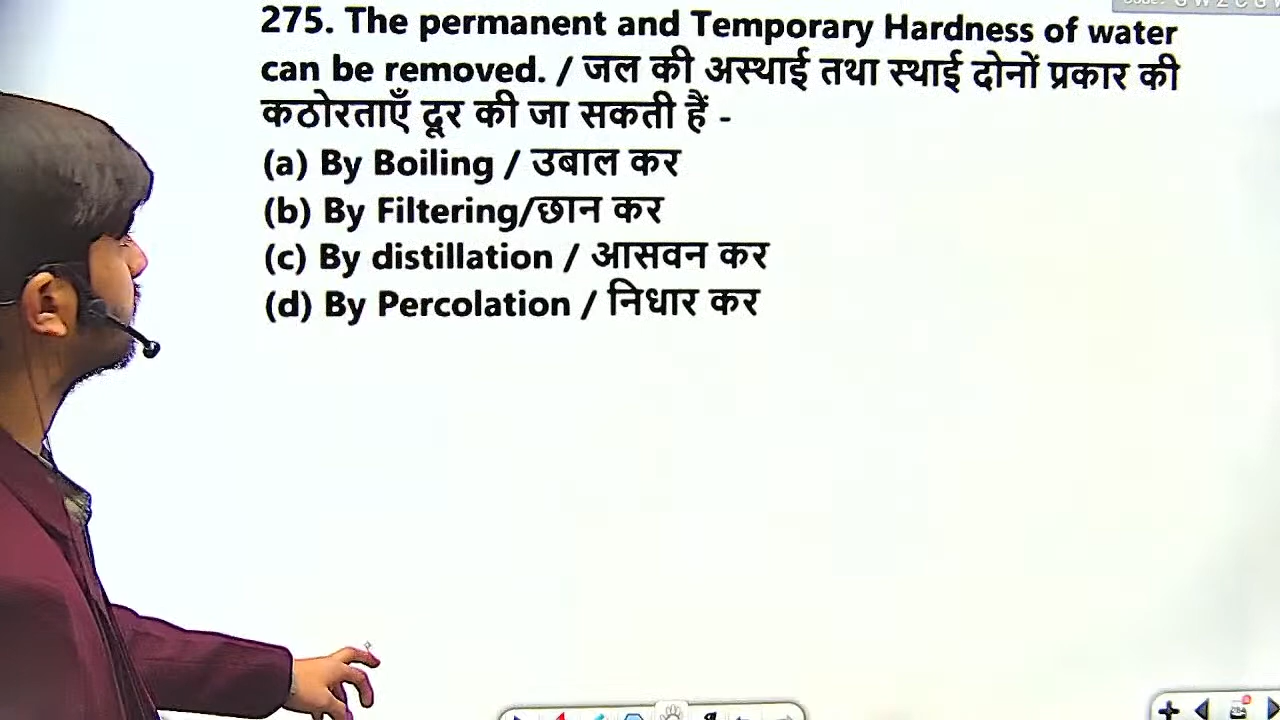 275. The permanent and Temporary Hardness of water
can be removed. / जल की अस्थाई तथा स्थाई दोनों प्रकार की
कठोरताएँ दूर की जा सकती हैं -
(a) By Boiling / उबाल कर
(b) By Filtering/छान कर
(c) By distillation / आसवन कर
(d) By Percolation / निधार कर